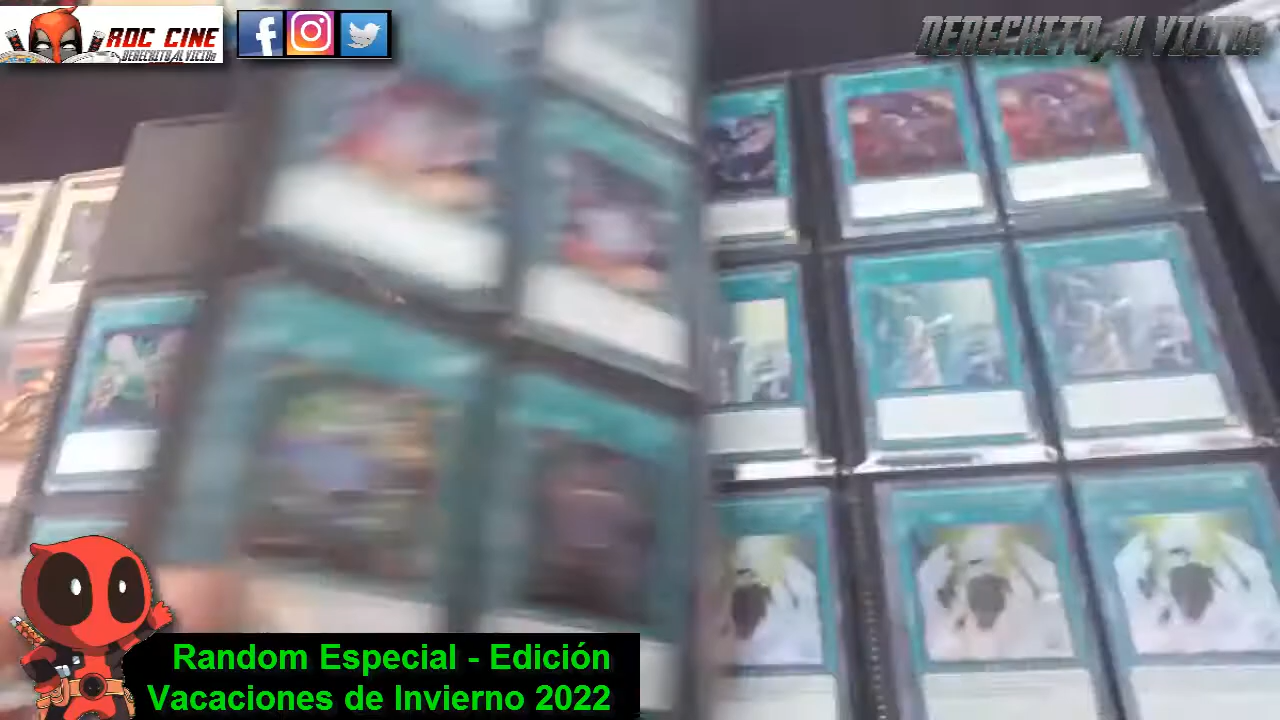 ROC CINE
DERECHITO,AL VICIO!
DERECHITO,AL VICIO!
Random Especial - Edición
Vacaciones de Invierno 2022